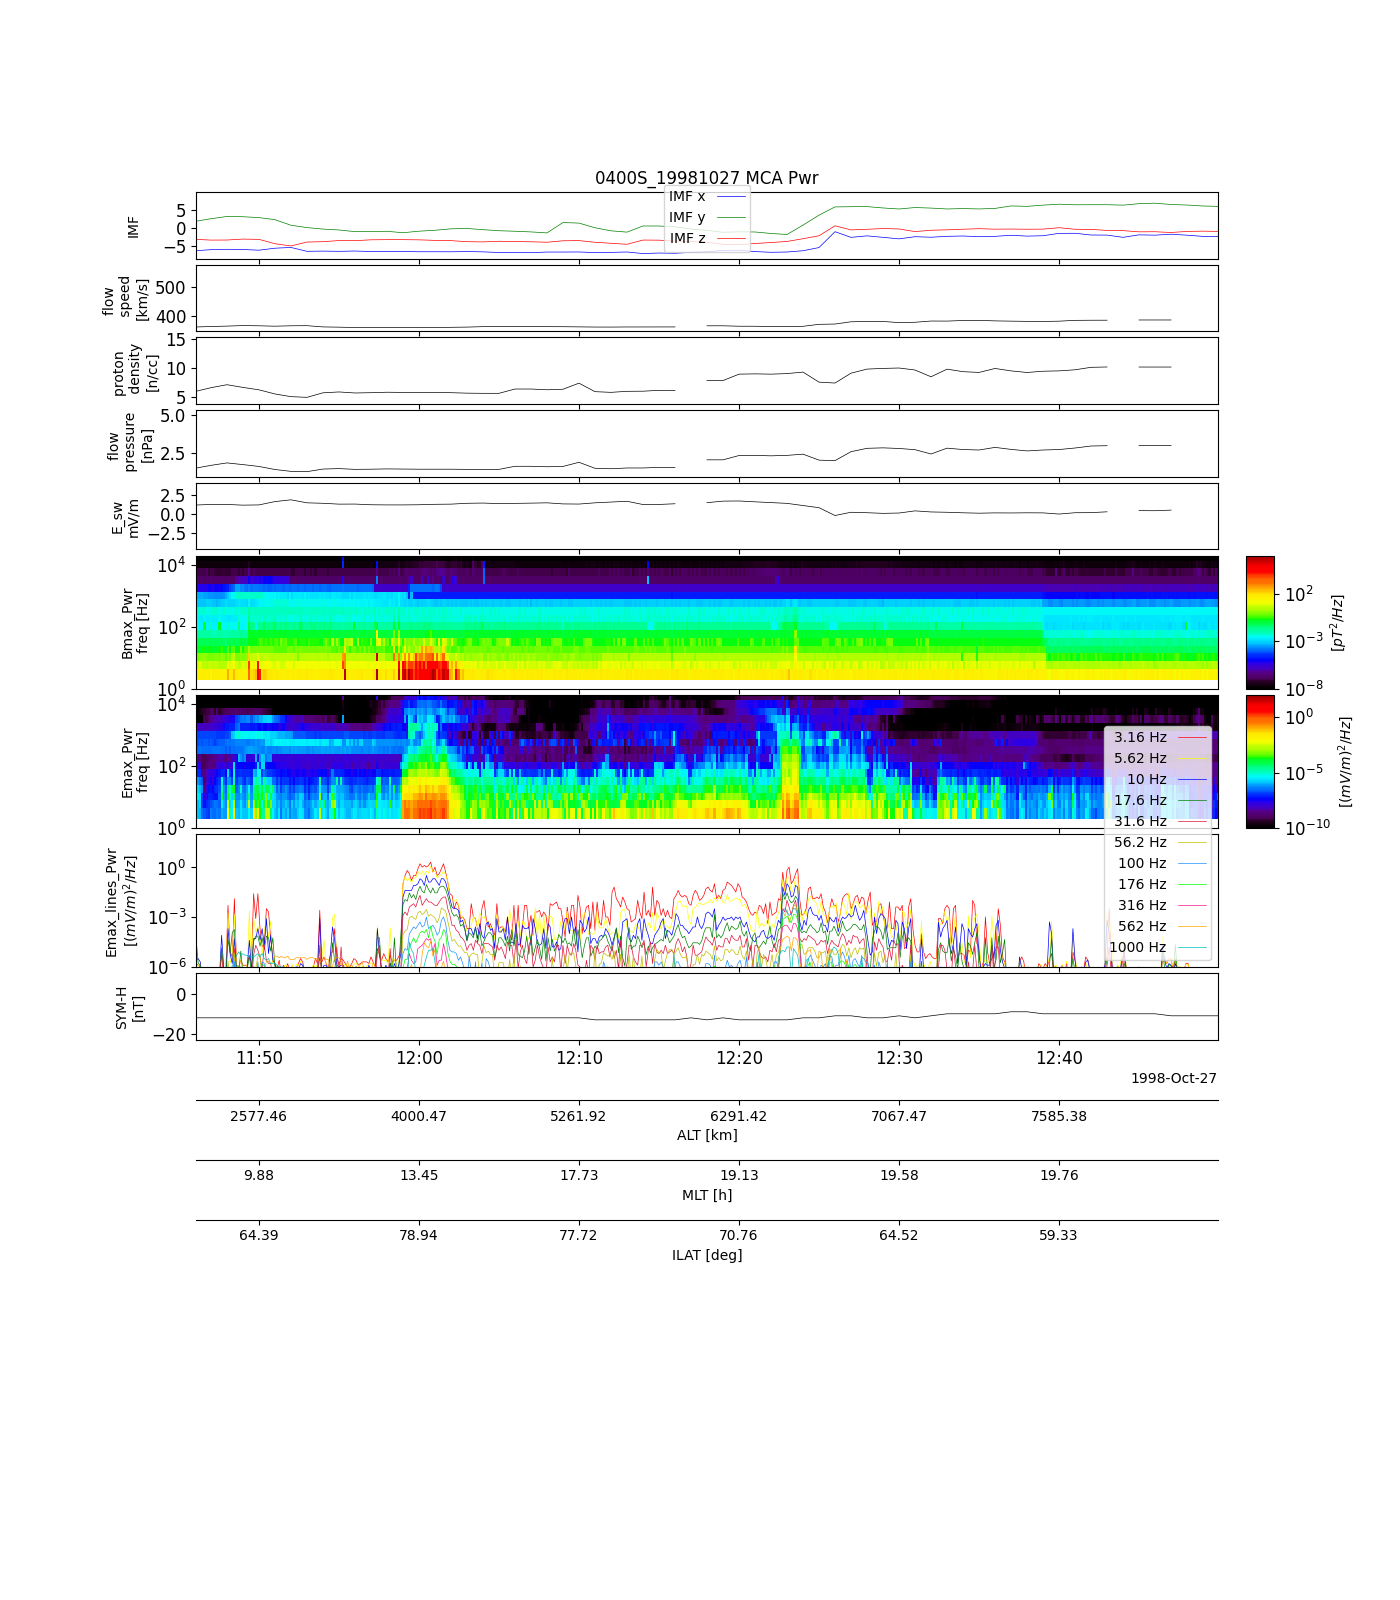 0400S_19981027 MCA Pwr
IMF
5
0
−5
IMF x
IMF y
IMF z
flow
speed
[km/s]
500
400
proton
density
[n/cc]
15
10
5
flow
pressure
[nPa]
5.0
2.5
E_sw
mV/m
2.5
0.0
−2.5
Bmax_Pwr
freq [Hz]
10^4
10^2
10^0
10^2
10^−3
10^−8
[pT^2/Hz]
Emax_Pwr
freq [Hz]
10^4
10^2
10^0
10^0
10^−5
10^−10
[(mV/m)^2/Hz]
3.16 Hz
5.62 Hz
10 Hz
17.6 Hz
31.6 Hz
56.2 Hz
100 Hz
176 Hz
316 Hz
562 Hz
1000 Hz
Emax_lines_Pwr
[(mV/m)^2/Hz]
10^0
10^−3
10^−6
SYM-H
[nT]
0
−20
11:50 12:00 12:10 12:20 12:30 12:40
1998-Oct-27
2577.46 4000.47 5261.92 6291.42 7067.47 7585.38
ALT [km]
9.88 13.45 17.73 19.13 19.58 19.76
MLT [h]
64.39 78.94 77.72 70.76 64.52 59.33
ILAT [deg]